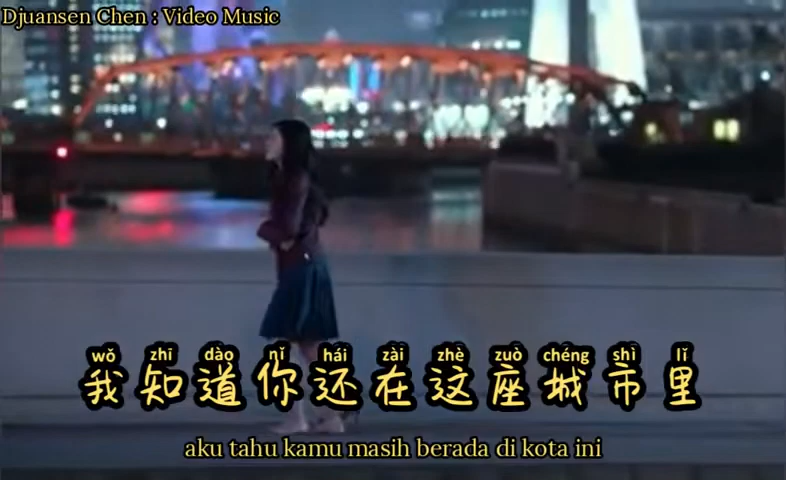 Djuansen Chen : Video Music
wǒ zhī dào nǐ hái zài zhè zuò chéng shì lǐ
我知道你还在这座城市里
aku tahu kamu masih berada di kota ini